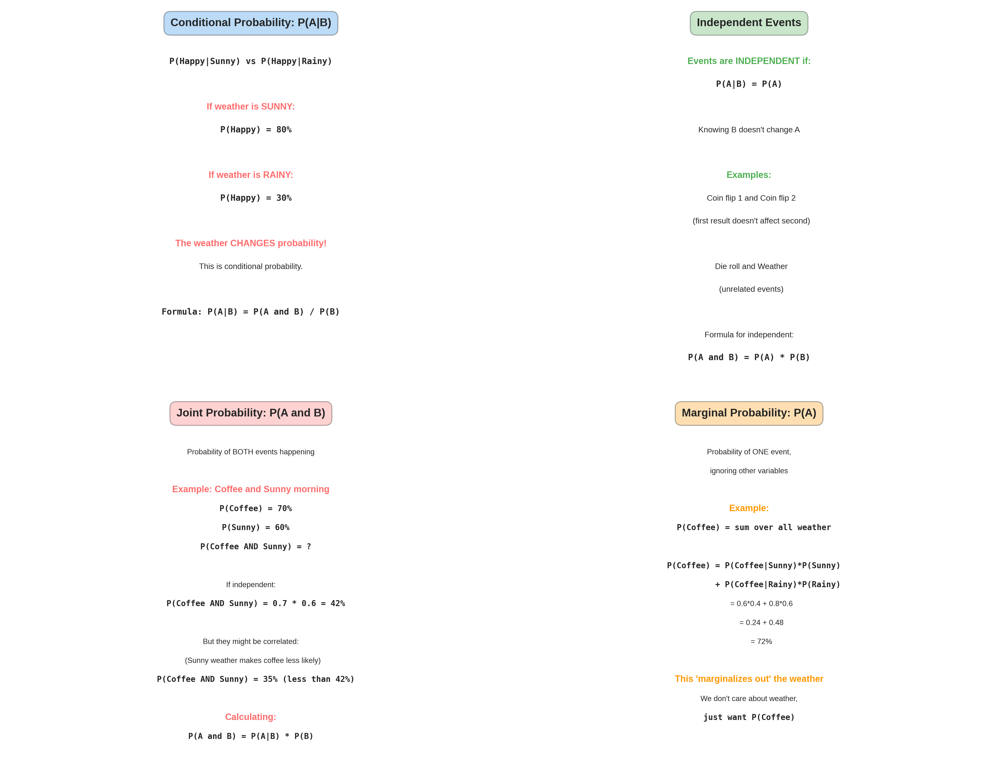 Conditional Probability: P(A|B)
P(Happy|Sunny) vs P(Happy|Rainy)
If weather is SUNNY:
P(Happy) = 80%
If weather is RAINY:
P(Happy) = 30%
The weather CHANGES probability!
This is conditional probability.
Formula: P(A|B) = P(A and B) / P(B)
Independent Events
Events are INDEPENDENT if:
P(A|B) = P(A)
Knowing B doesn't change A
Examples:
Coin flip 1 and Coin flip 2
(first result doesn't affect second)
Die roll and Weather
(unrelated events)
Formula for independent:
P(A and B) = P(A) * P(B)
Joint Probability: P(A and B)
Probability of BOTH events happening
Example: Coffee and Sunny morning
P(Coffee) = 70%
P(Sunny) = 60%
P(Coffee AND Sunny) = ?
If independent:
P(Coffee AND Sunny) = 0.7 * 0.6 = 42%
But they might be correlated:
(Sunny weather makes coffee less likely)
P(Coffee AND Sunny) = 35% (less than 42%)
Calculating:
P(A and B) = P(A|B) * P(B)
Marginal Probability: P(A)
Probability of ONE event,
ignoring other variables
Example:
P(Coffee) = sum over all weather
P(Coffee) = P(Coffee|Sunny)*P(Sunny)
+ P(Coffee|Rainy)*P(Rainy)
= 0.6*0.4 + 0.8*0.6
= 0.24 + 0.48
= 72%
This 'marginalizes out' the weather
We don't care about weather,
just want P(Coffee)